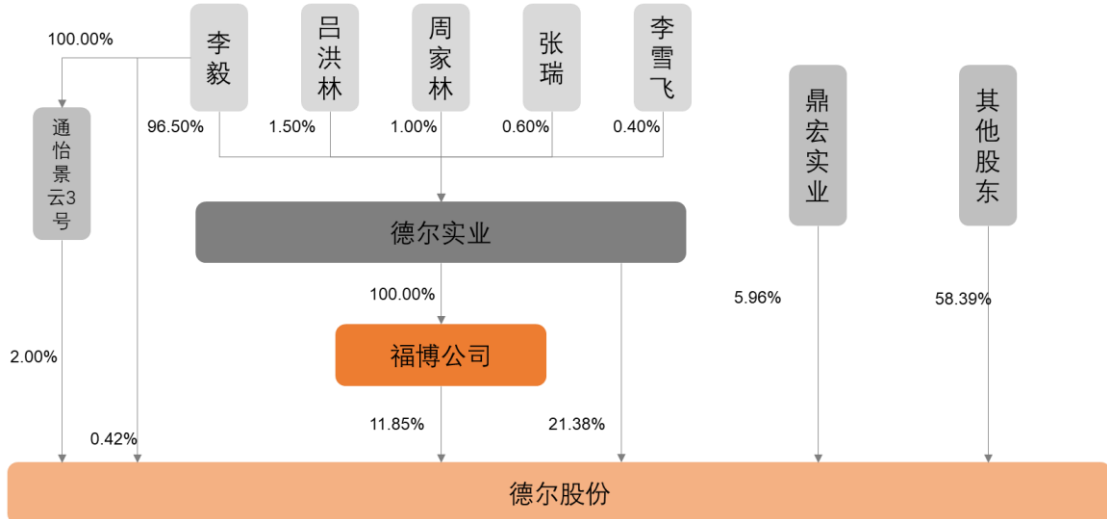 100.00%
李毅
吕洪林
周家林
张瑞
李雪飞
鼎宏实业
其他股东
通怡景云3号
96.50%
1.50%
1.00%
0.60%
0.40%
德尔实业
100.00%
5.96%
58.39%
福博公司
2.00%
0.42%
11.85%
21.38%
德尔股份